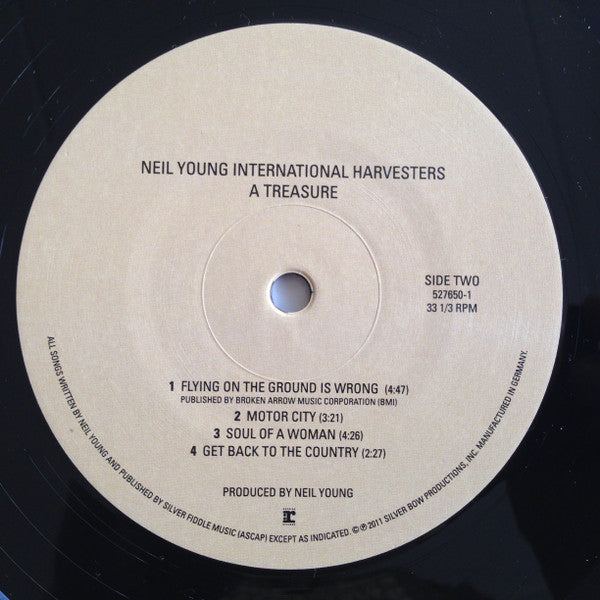 NEIL YOUNG INTERNATIONAL HARVESTERS
A TREASURE
SIDE TWO
527650-1
33 1/3 RPM
1 FLYING ON THE GROUND IS WRONG (4:47)
PUBLISHED BY BROKEN ARROW MUSIC CORPORATION (BMI)
2 MOTOR CITY (3:21)
3 SOUL OF A WOMAN (4:26)
4 GET BACK TO THE COUNTRY (2:27)
PRODUCED BY NEIL YOUNG
r
ALL SONGS WRITTEN BY NEIL YOUNG AND PUBLISHED BY SILVER FIDDLE MUSIC (ASCAP) EXCEPT AS INDICATED. ©℗ 2011 SILVER BOW PRODUCTIONS, INC. MANUFACTURED IN GERMANY.